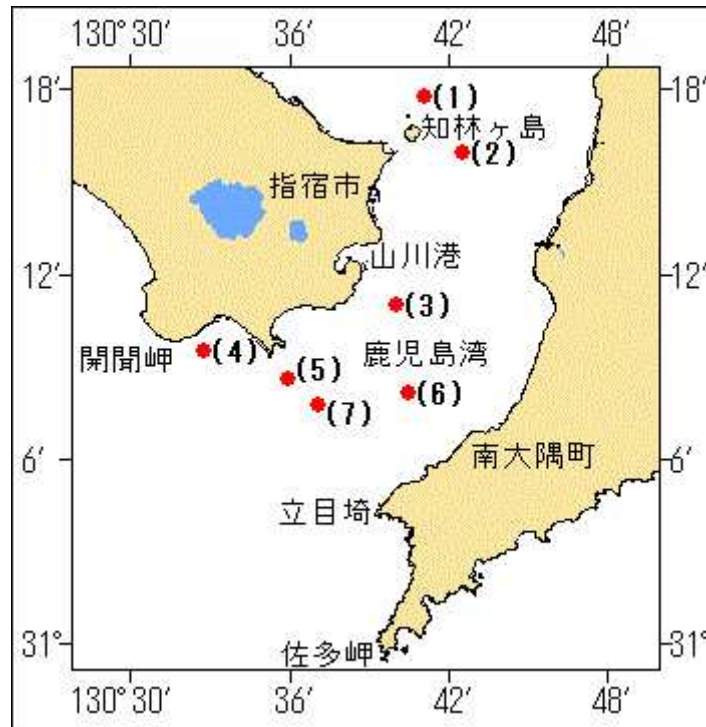 130°30′ 36′ 42′ 48′
18′ 18′
(1)
知林ヶ島
(2)
指宿市
山川港
12′ 12′
(3)
開聞岬 (4)
鹿児島湾
(5)
(6)
(7)
6′ 6′
南大隅町
立目埼
31° 31°
佐多岬
130°30′ 36′ 42′ 48′